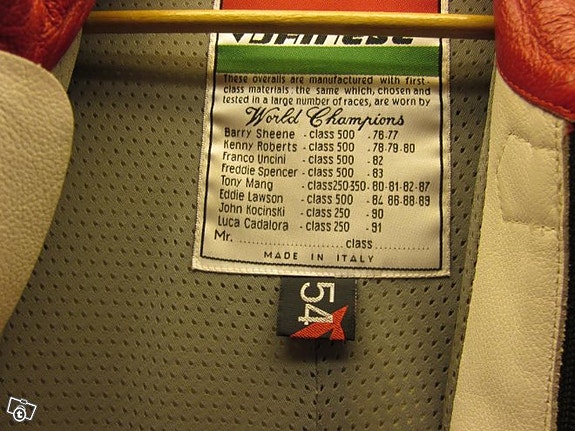 These overalls are manufactured with first-
class materials: the same which, chosen and
tested in a large number of races, are worn by
World Champions
Barry Sheene - class 500 - 76-77
Kenny Roberts - class 500 - 78-79-80
Franco Uncini - class 500 - 82
Freddie Spencer - class 500 - 83
Tony Mang - class250-350- 80-81-82-87
Eddie Lawson - class 500 - 84-86-88-89
John Kocinski - class 250 - 90
Luca Cadalora - class 250 - 91
Mr. ........................class.............
MADE IN ITALY
54